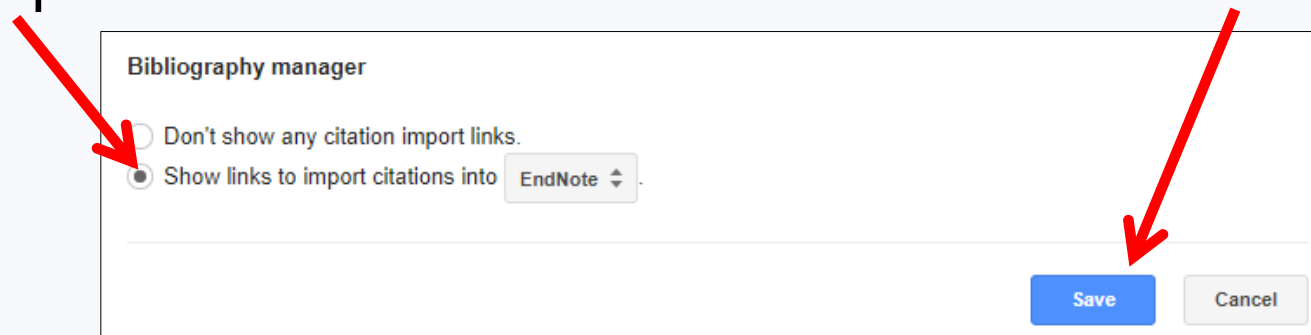 Bibliography manager
Don't show any citation import links.
Show links to import citations into EndNote .
Save Cancel